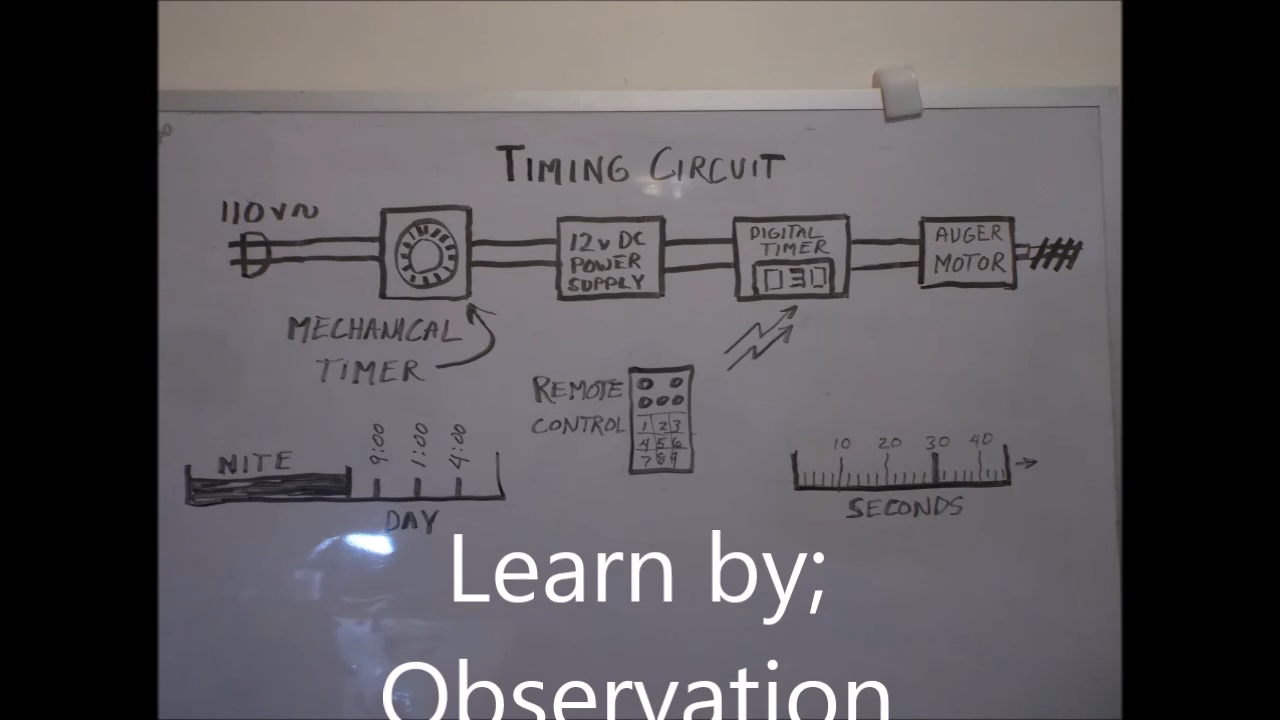 TIMING CIRCUIT
110 V ~
12 V DC
POWER
SUPPLY
DIGITAL
TIMER
030
AUGER
MOTOR
MECHANICAL
TIMER
REMOTE
CONTROL
1 2 3
4 5 6
7 8 9
NITE
9:00 1:00 4:00
DAY
10 20 30 40
SECONDS
Learn by;
Observation